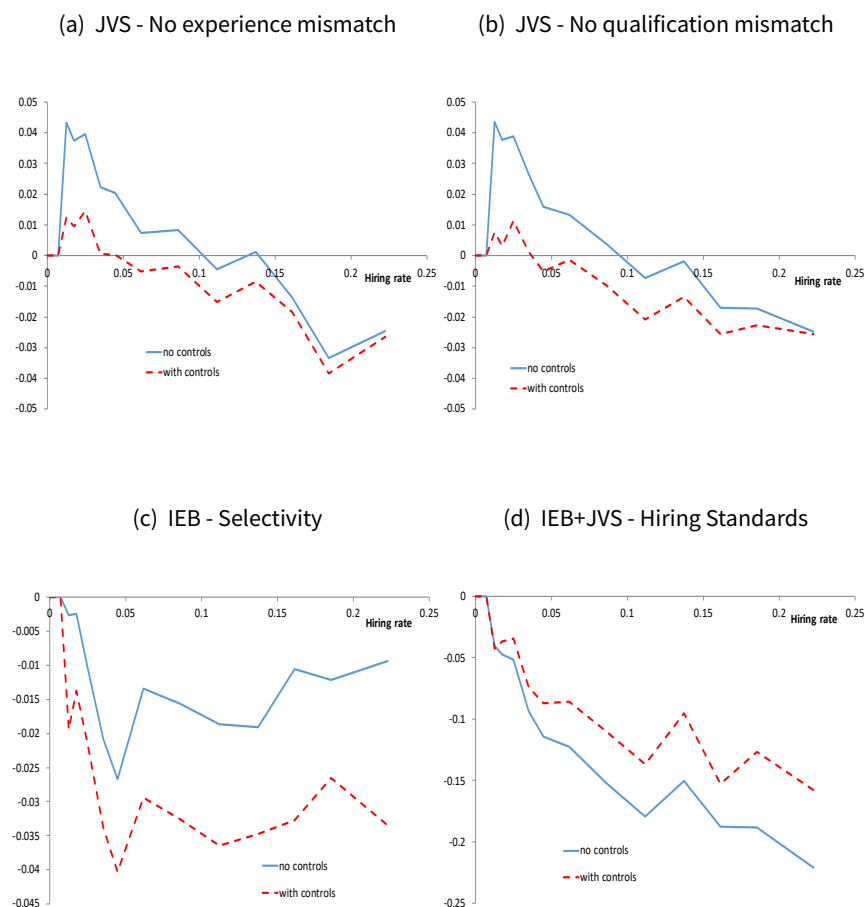 (a) JVS - No experience mismatch
0.05
0.04
0.03
0.02
0.01
0
-0.01
-0.02
-0.03
-0.04
-0.05
0 0.05 0.1 0.15 0.2 0.25
Hiring rate
no controls
with controls
(b) JVS - No qualification mismatch
0.05
0.04
0.03
0.02
0.01
0
-0.01
-0.02
-0.03
-0.04
-0.05
0 0.05 0.1 0.15 0.2 0.25
Hiring rate
no controls
with controls
(c) IEB - Selectivity
0 0.05 0.1 0.15 0.2 0.25
Hiring rate
0
-0.005
-0.01
-0.015
-0.02
-0.025
-0.03
-0.035
-0.04
-0.045
no controls
with controls
(d) IEB+JVS - Hiring Standards
0 0.05 0.1 0.15 0.2 0.25
Hiring rate
0
-0.05
-0.1
-0.15
-0.2
-0.25
no controls
with controls